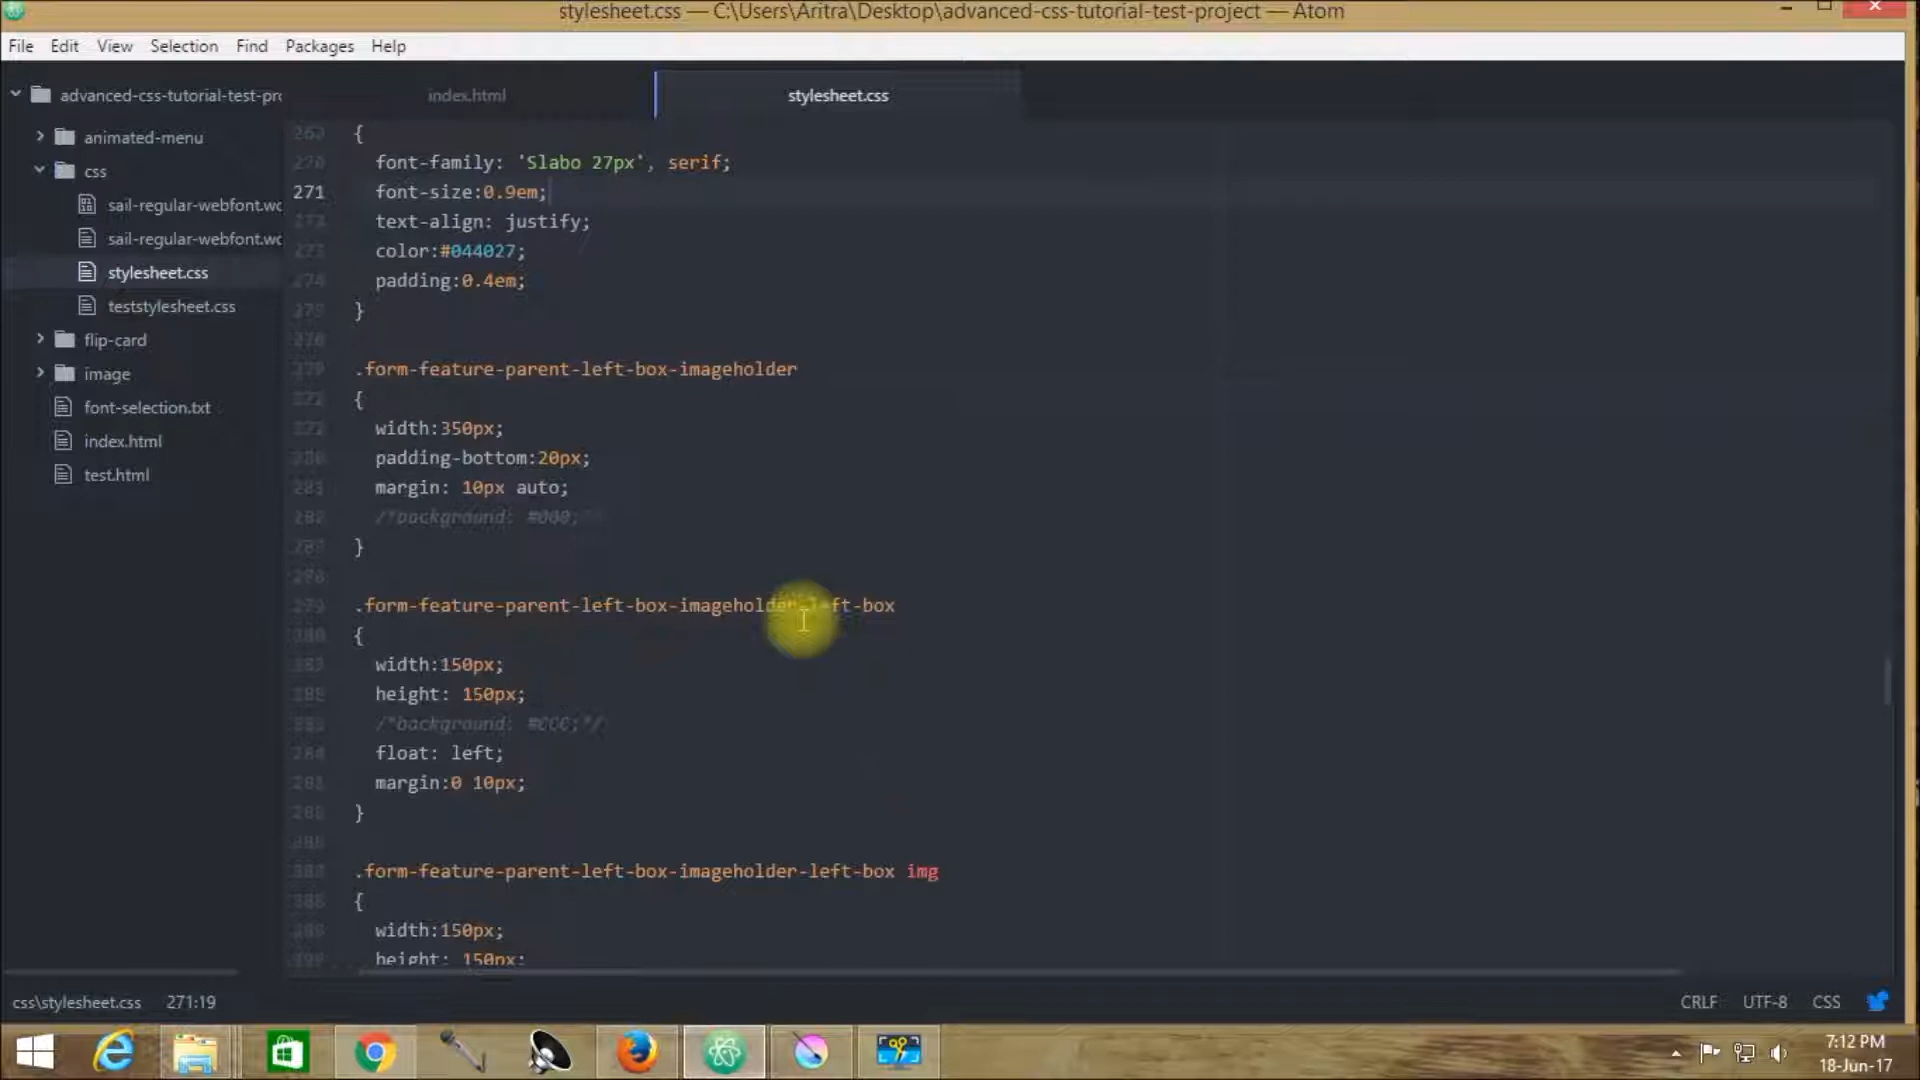 stylesheet.css — C:\Users\Aritra\Desktop\advanced-css-tutorial-test-project — Atom
File Edit View Selection Find Packages Help
advanced-css-tutorial-test-pro
index.html
stylesheet.css
animated-menu
css
sail-regular-webfont.wo
sail-regular-webfont.wo
stylesheet.css
teststylesheet.css
flip-card
image
font-selection.txt
index.html
test.html
{
font-family: 'Slabo 27px', serif;
271 font-size:0.9em;
text-align: justify;
color:#044027;
padding:0.4em;
}
.form-feature-parent-left-box-imageholder
{
width:350px;
padding-bottom:20px;
margin: 10px auto;
/*background: #000;
}
.form-feature-parent-left-box-imageholder-left-box
{
width:150px;
height: 150px;
/*background: #CCC;*/
float: left;
margin:0 10px;
}
.form-feature-parent-left-box-imageholder-left-box img
{
width:150px;
height: 150px;
css\stylesheet.css 271:19
CRLF UTF-8 CSS
7:12 PM
18-Jun-17